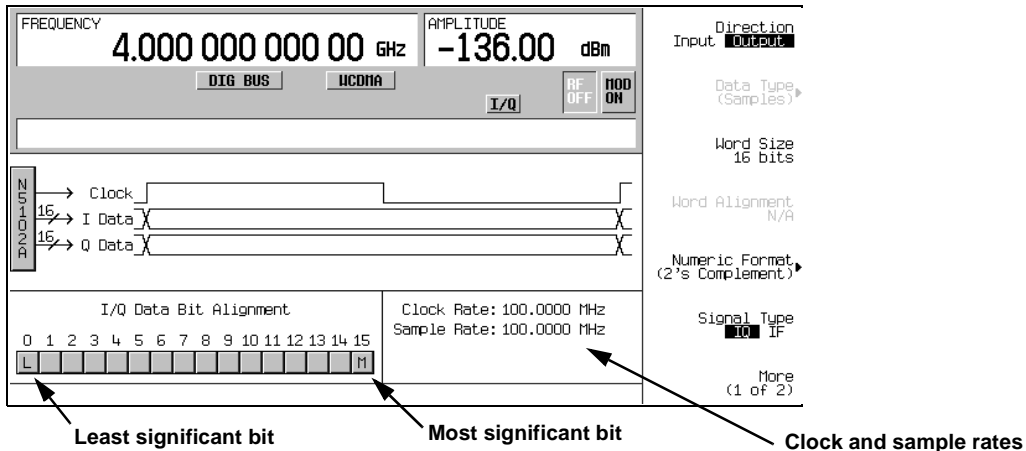 FREQUENCY
4.000 000 000 00 GHz
AMPLITUDE
-136.00 dBm
DIG BUS
WCDMA
I/Q
RF OFF
MOD ON
Direction
Input Output
Data Type
(Samples)
Word Size
16 bits
Word Alignment
N/A
Numeric Format
(2's Complement)
Signal Type
IQ IF
More
(1 of 2)
N5102A
Clock
16 I Data
16 Q Data
I/Q Data Bit Alignment
0 1 2 3 4 5 6 7 8 9 10 11 12 13 14 15
L M
Clock Rate: 100.0000 MHz
Sample Rate: 100.0000 MHz
Least significant bit
Most significant bit
Clock and sample rates